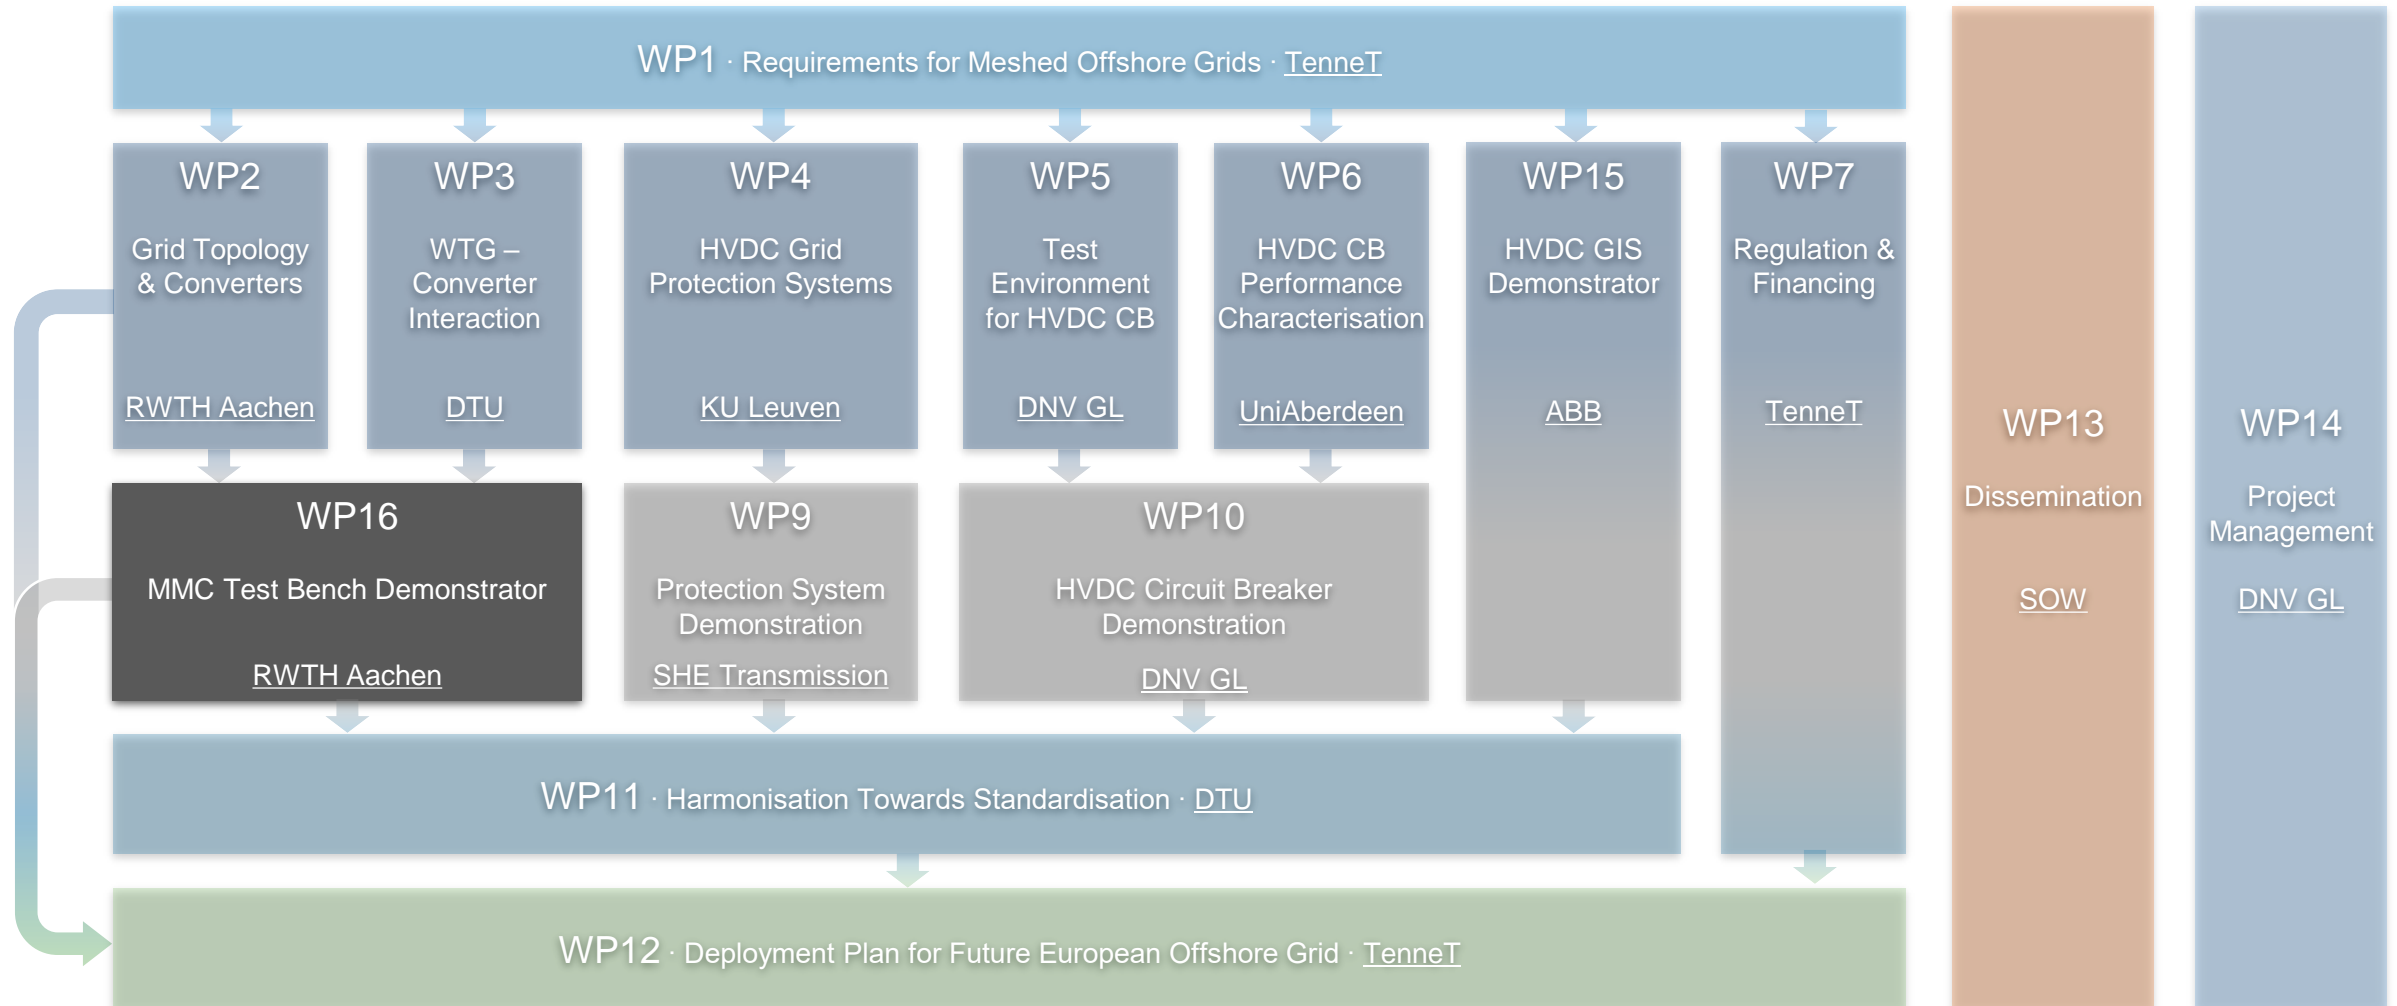 WP1 · Requirements for Meshed Offshore Grids · TenneT
WP2
Grid Topology
& Converters
RWTH Aachen
WP3
WTG –
Converter
Interaction
DTU
WP4
HVDC Grid
Protection Systems
KU Leuven
WP5
Test
Environment
for HVDC CB
DNV GL
WP6
HVDC CB
Performance
Characterisation
UniAberdeen
WP15
HVDC GIS
Demonstrator
ABB
WP7
Regulation &
Financing
TenneT
WP16
MMC Test Bench Demonstrator
RWTH Aachen
WP9
Protection System
Demonstration
SHE Transmission
WP10
HVDC Circuit Breaker
Demonstration
DNV GL
WP11 · Harmonisation Towards Standardisation · DTU
WP12 · Deployment Plan for Future European Offshore Grid · TenneT
WP13
Dissemination
SOW
WP14
Project
Management
DNV GL